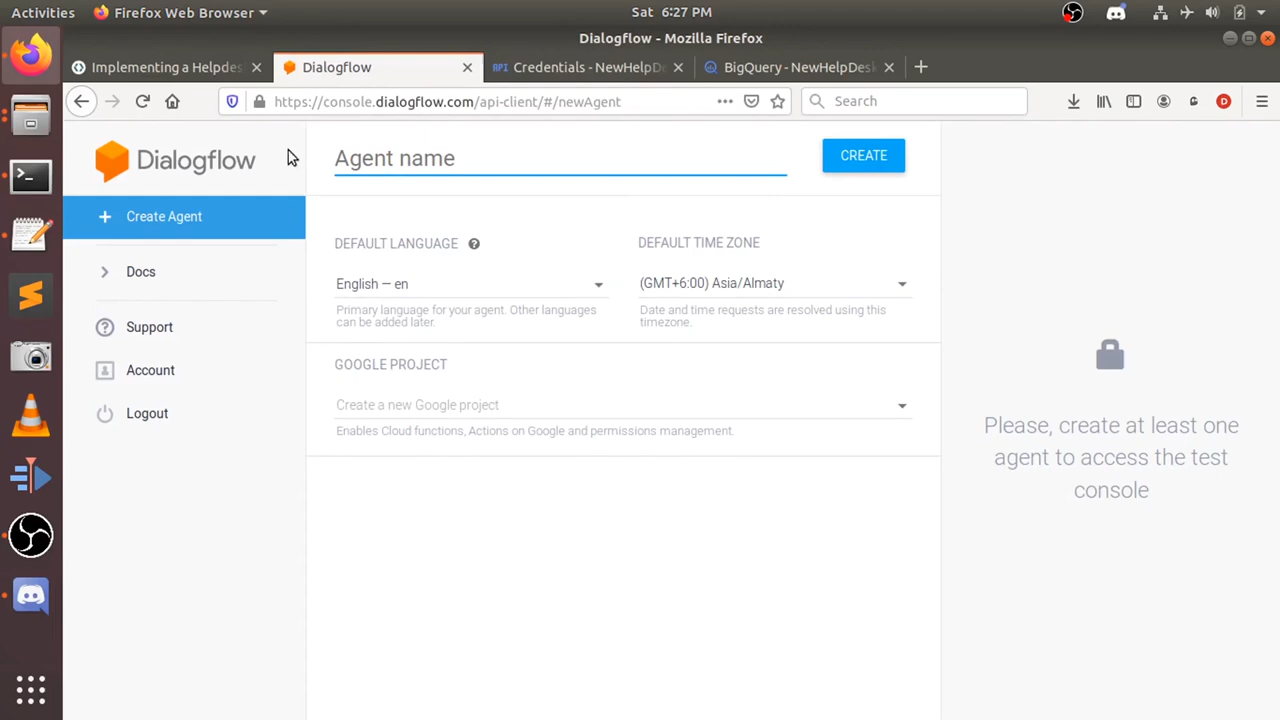 Activities
Firefox Web Browser
Sat 6:27 PM
Dialogflow - Mozilla Firefox
Implementing a Helpdes
Dialogflow
API Credentials - NewHelpDe
BigQuery - NewHelpDesk
https://console.dialogflow.com/api-client/#/newAgent
Search
Dialogflow
Agent name
CREATE
+ Create Agent
Docs
Support
Account
Logout
DEFAULT LANGUAGE
DEFAULT TIME ZONE
English — en
(GMT+6:00) Asia/Almaty
Primary language for your agent. Other languages
can be added later.
Date and time requests are resolved using this
timezone.
GOOGLE PROJECT
Create a new Google project
Enables Cloud functions, Actions on Google and permissions management.
Please, create at least one
agent to access the test
console